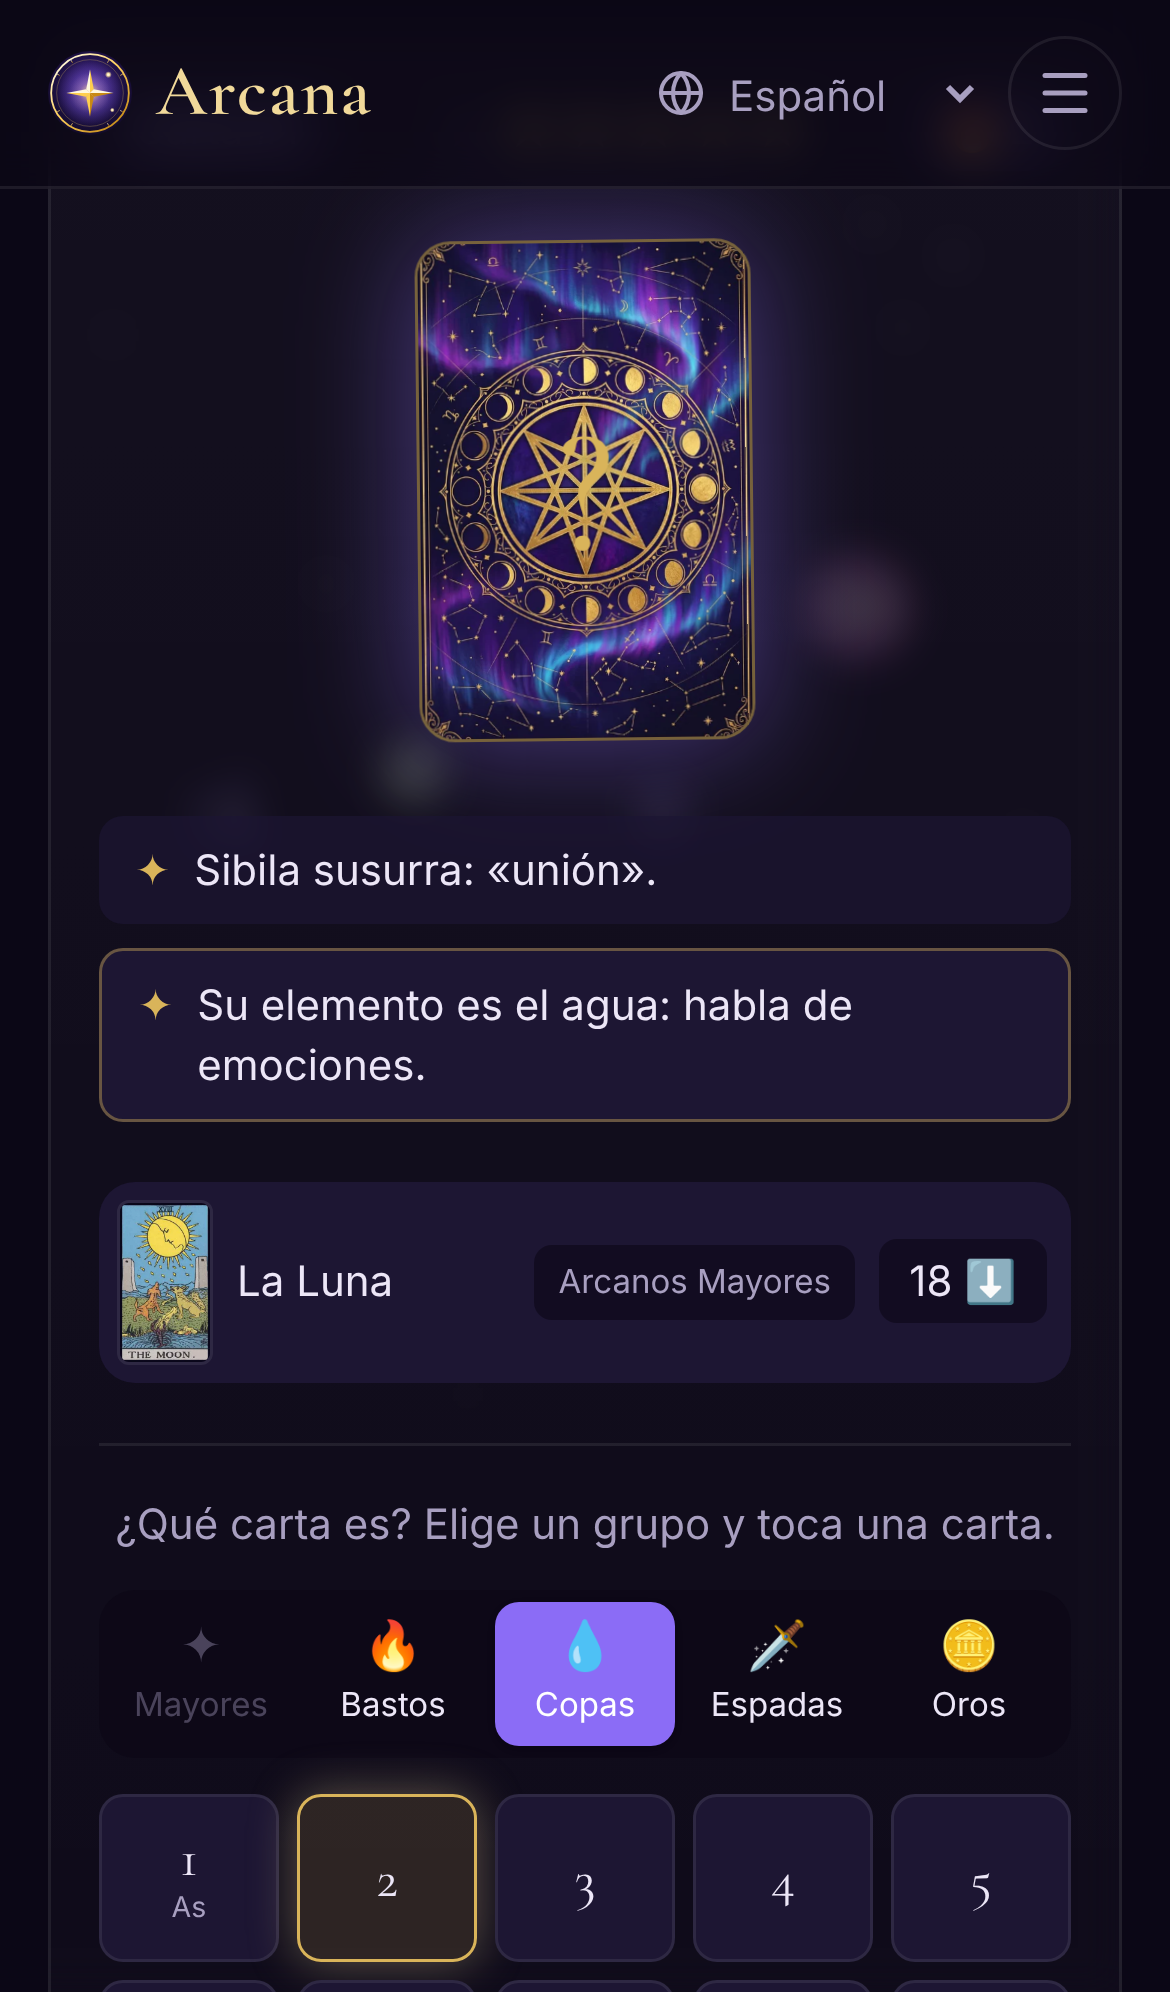 Arcana
Español
Sibila susurra: «unión».
Su elemento es el agua: habla de
emociones.
THE MOON.
La Luna
Arcanos Mayores
18 ⬇️
¿Qué carta es? Elige un grupo y toca una carta.
Mayores
Bastos
Copas
Espadas
Oros
1
As
2
3
4
5